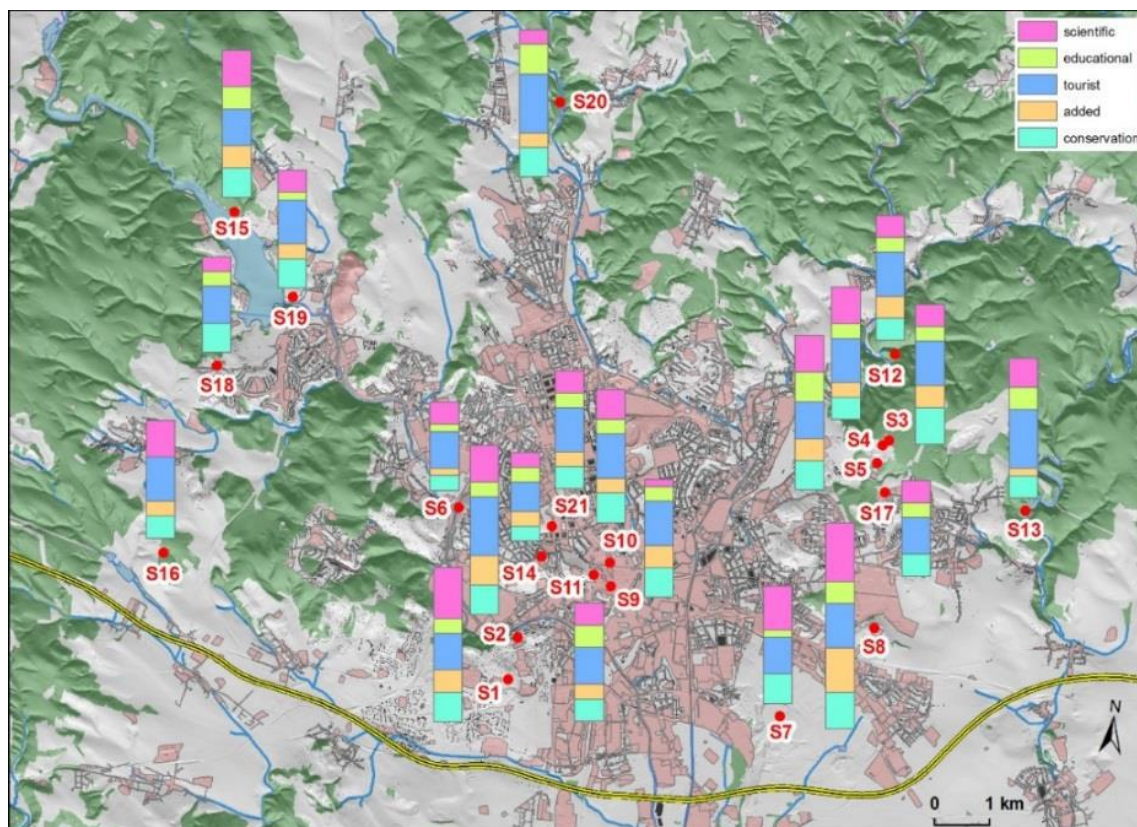 scientific
educational
tourist
added
conservation
S20
S15
S19
S18
S12
S3
S4
S5
S17
S13
S6
S21
S10
S14
S11
S9
S16
S2
S1
S8
S7
N
0 1 km